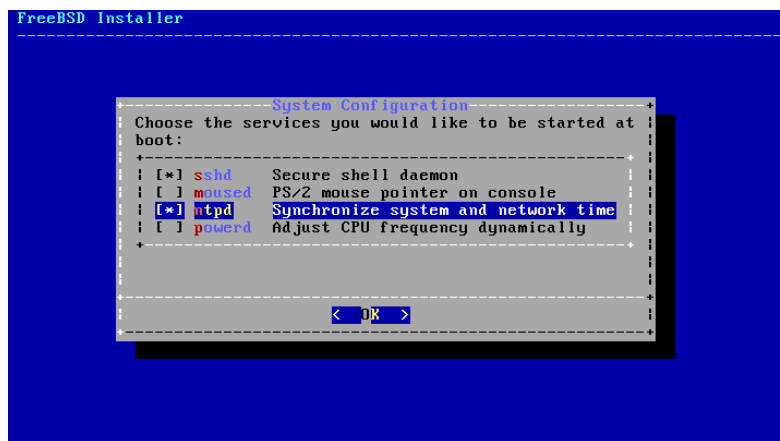 FreeBSD Installer
System Configuration
Choose the services you would like to be started at
boot:
[*] sshd Secure shell daemon
[ ] moused PS/2 mouse pointer on console
[*] ntpd Synchronize system and network time
[ ] powerd Adjust CPU frequency dynamically
< OK >